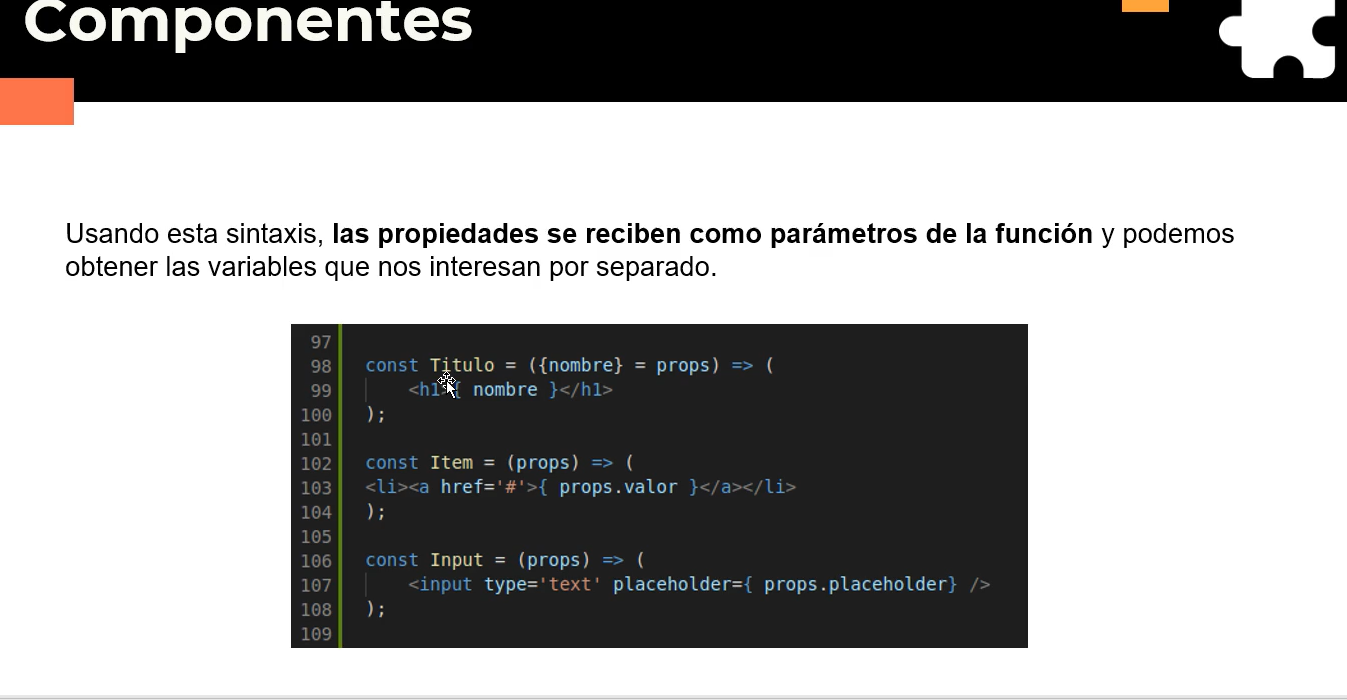 Componentes
Usando esta sintaxis, las propiedades se reciben como parámetros de la función y podemos
obtener las variables que nos interesan por separado.
97
98 const Titulo = ({nombre} = props) => (
99 <h1>{ nombre }</h1>
100 );
101
102 const Item = (props) => (
103 <li><a href='#'>{ props.valor }</a></li>
104 );
105
106 const Input = (props) => (
107 <input type='text' placeholder={ props.placeholder} />
108 );
109